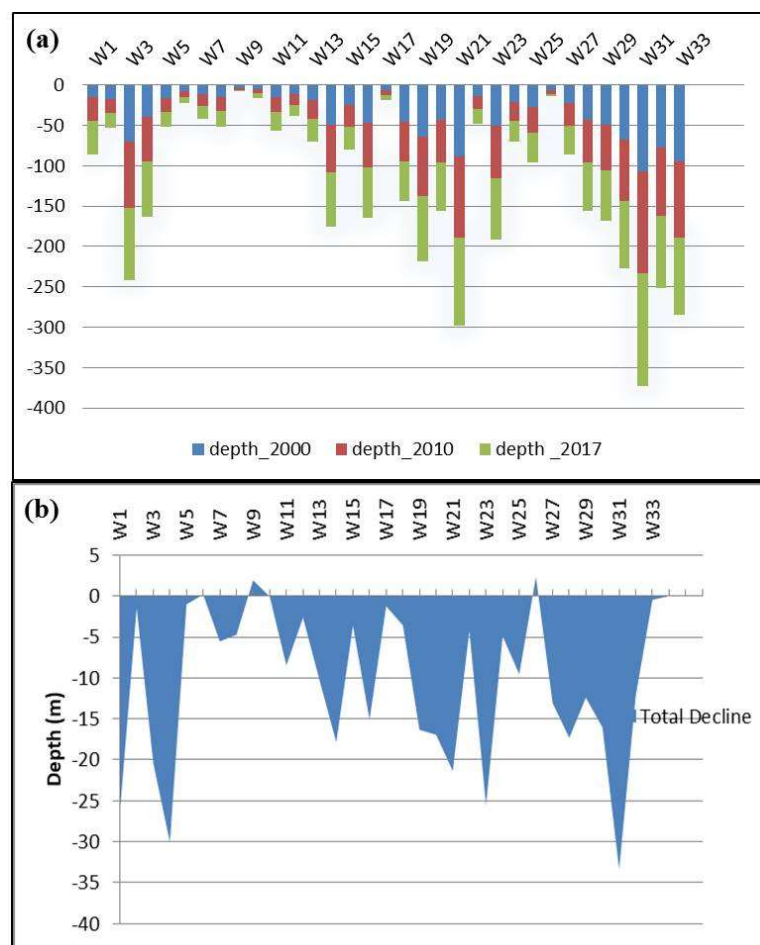 (a)
W1 W3 W5 W7 W9 W11 W13 W15 W17 W19 W21 W23 W25 W27 W29 W31 W33
0
-50
-100
-150
-200
-250
-300
-350
-400
depth_2000 depth_2010 depth _2017
(b)
W1 W3 W5 W7 W9 W11 W13 W15 W17 W19 W21 W23 W25 W27 W29 W31 W33
5
0
-5
-10
-15
-20
-25
-30
-35
-40
Depth (m)
Total Decline